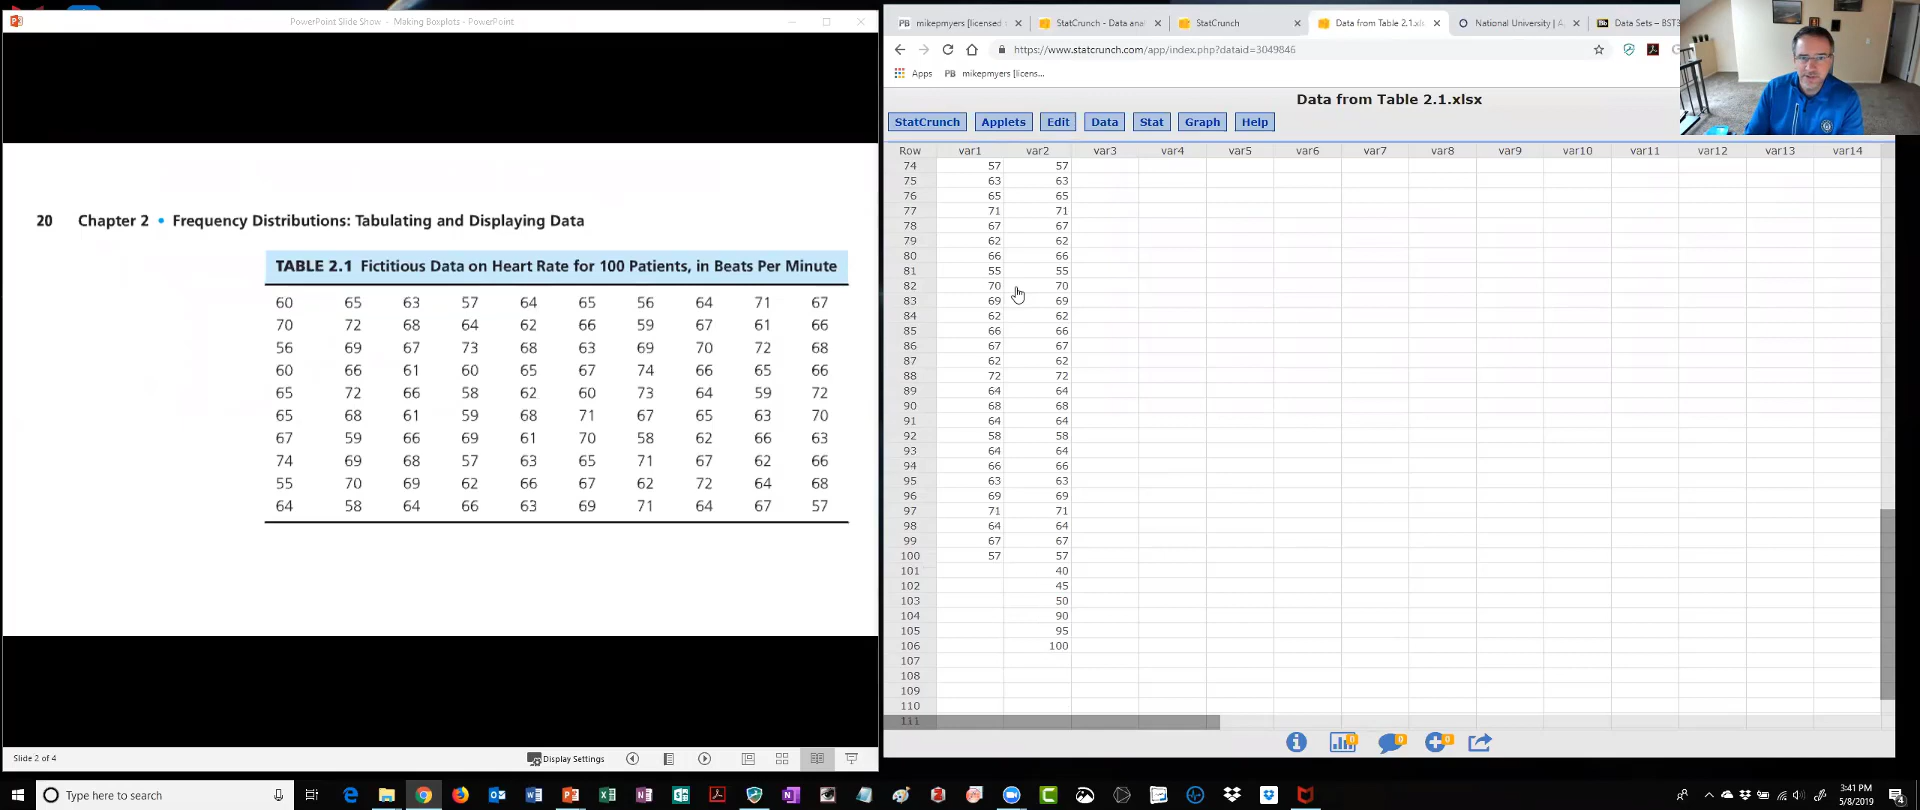 PowerPoint Slide Show - Making Boxplots - PowerPoint
20 Chapter 2 • Frequency Distributions: Tabulating and Displaying Data
TABLE 2.1 Fictitious Data on Heart Rate for 100 Patients, in Beats Per Minute
60 65 63 57 64 65 56 64 71 67
70 72 68 64 62 66 59 67 61 66
56 69 67 73 68 63 69 70 72 68
60 66 61 60 65 67 74 66 65 66
65 72 66 58 62 60 73 64 59 72
65 68 61 59 68 71 67 65 63 70
67 59 66 69 61 70 58 62 66 63
74 69 68 57 63 65 71 67 62 66
55 70 69 62 66 67 62 72 64 68
64 58 64 66 63 69 71 64 67 57
Slide 2 of 4
Display Settings
PB mikepmyers [licensed
StatCrunch - Data anal
StatCrunch
Data from Table 2.1.xls
National University | A
Data Sets – BST3
https://www.statcrunch.com/app/index.php?dataid=3049846
Apps PB mikepmyers [licens...
Data from Table 2.1.xlsx
StatCrunch Applets Edit Data Stat Graph Help
Row var1 var2 var3 var4 var5 var6 var7 var8 var9 var10 var11 var12 var13 var14
74 57 57
75 63 63
76 65 65
77 71 71
78 67 67
79 62 62
80 66 66
81 55 55
82 70 70
83 69 69
84 62 62
85 66 66
86 67 67
87 62 62
88 72 72
89 64 64
90 68 68
91 64 64
92 58 58
93 64 64
94 66 66
95 63 63
96 69 69
97 71 71
98 64 64
99 67 67
100 57 57
101 40
102 45
103 50
104 90
105 95
106 100
107
108
109
110
111
0 0 0
Type here to search
3:41 PM
5/8/2019